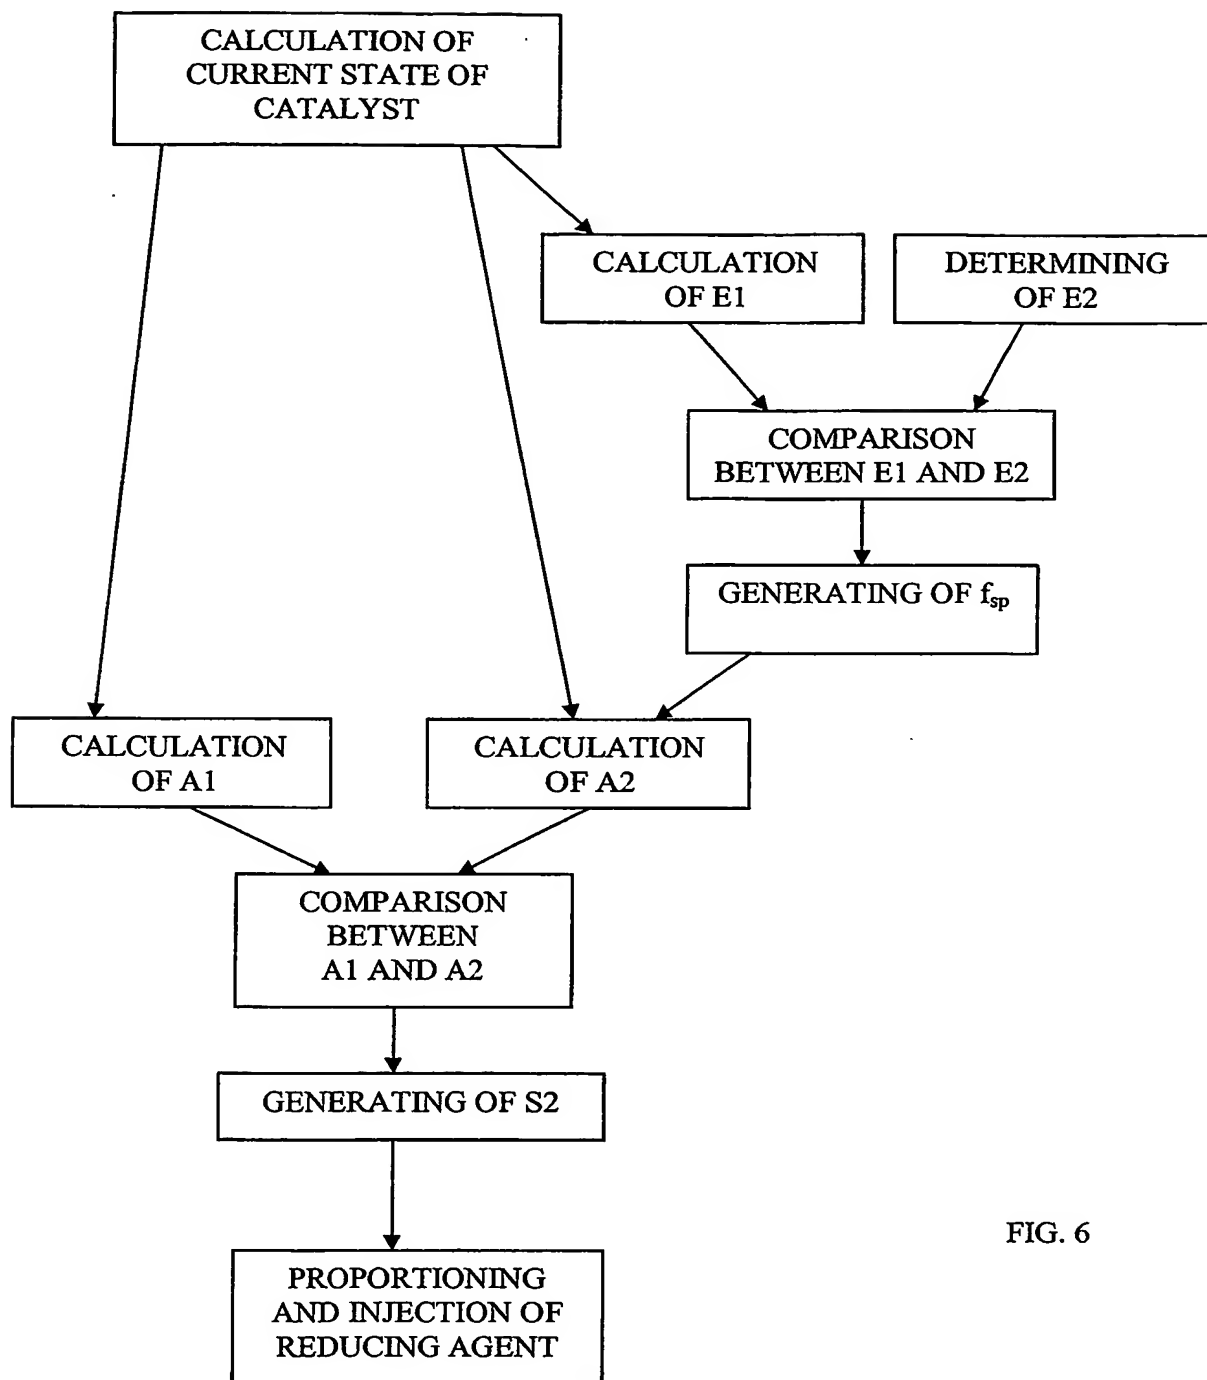 CALCULATION OF
CURRENT STATE OF
CATALYST
CALCULATION
OF E1
DETERMINING
OF E2
COMPARISON
BETWEEN E1 AND E2
GENERATING OF fsp
CALCULATION
OF A1
CALCULATION
OF A2
COMPARISON
BETWEEN
A1 AND A2
GENERATING OF S2
PROPORTIONING
AND INJECTION OF
REDUCING AGENT
FIG. 6